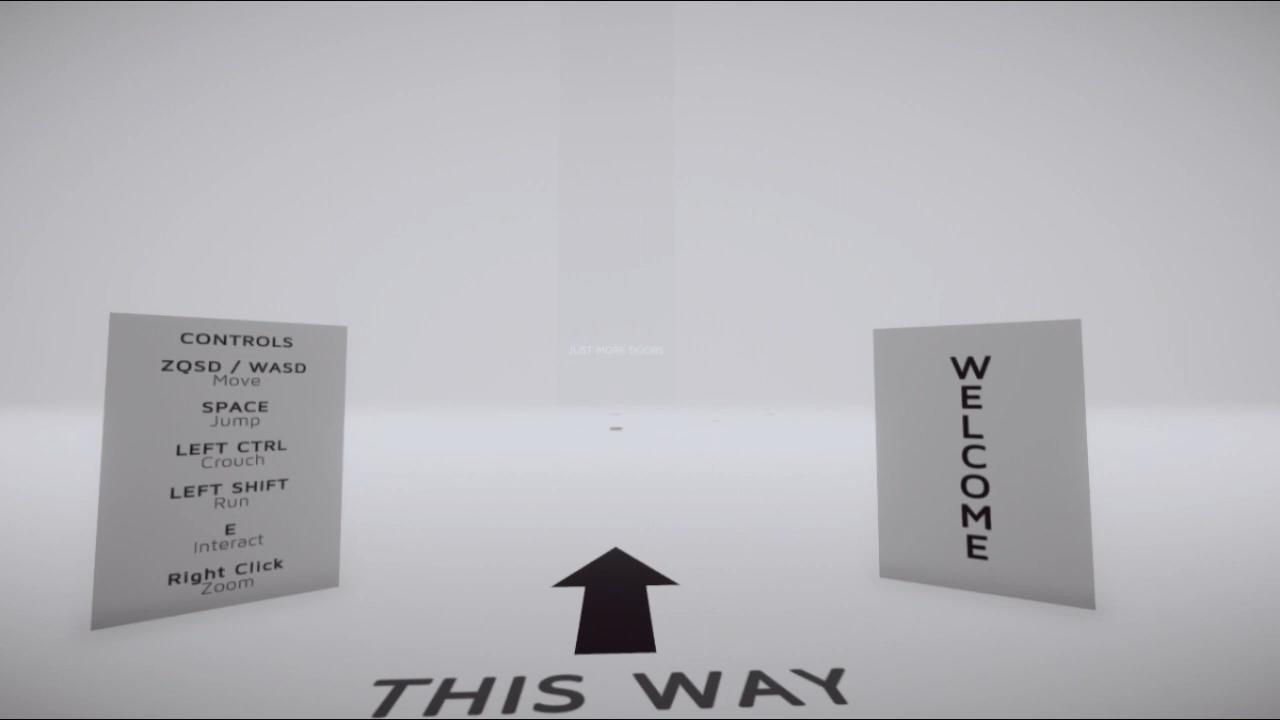 CONTROLS
ZQSD / WASD
Move
SPACE
Jump
LEFT CTRL
Crouch
LEFT SHIFT
Run
E
Interact
Right Click
Zoom
JUST MORE DOORS
W
E
L
C
O
M
E
THIS WAY